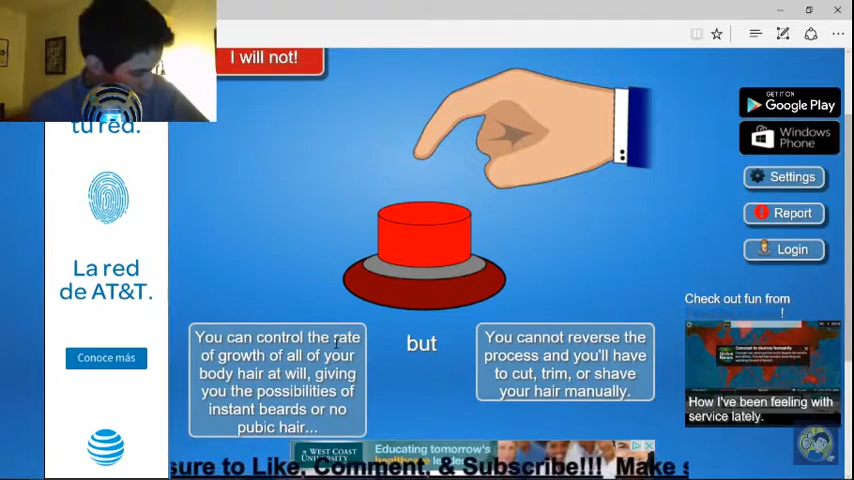 I will not!
tu red.
La red
de AT&T.
Conoce más
You can control the rate
of growth of all of your
body hair at will, giving
you the possibilities of
instant beards or no
pubic hair...
but
You cannot reverse the
process and you'll have
to cut, trim, or shave
your hair manually.
GET IT ON
Google Play
Windows
Phone
Settings
Report
Login
Check out fun from
!
How I've been feeling with
service lately.
WEST COAST
UNIVERSITY
Educating tomorrow's
healthcare leaders
sure to Like, Comment, & Subscribe!!! Make s